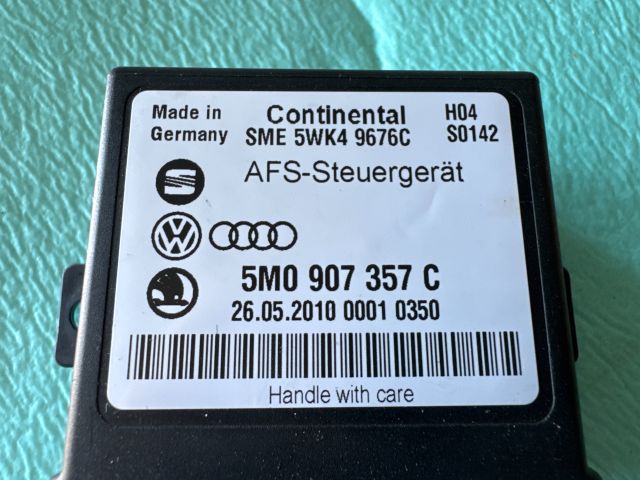 Made in Continental H04
Germany SME 5WK4 9676C S0142
AFS-Steuergerät
5M0 907 357 C
26.05.2010 0001 0350
Handle with care